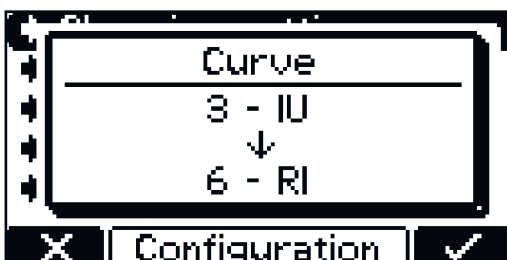 Curve
3 - IU
↓
6 - RI
Configuration